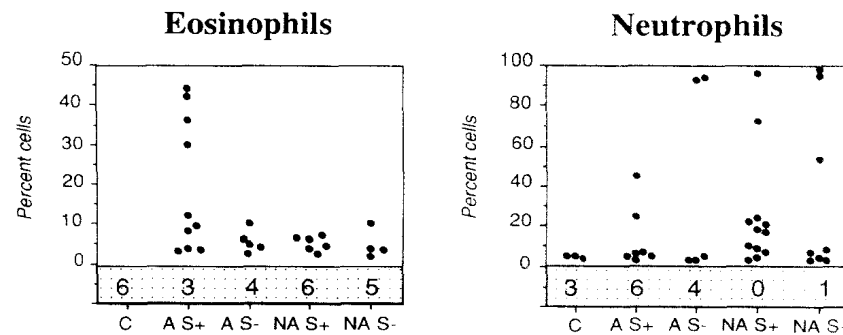 Eosinophils
Percent cells
50
40
30
20
10
0
6 3 4 6 5
C A S+ A S- NA S+ NA S-
Neutrophils
Percent cells
100
80
60
40
20
0
3 6 4 0 1
C A S+ A S- NA S+ NA S-